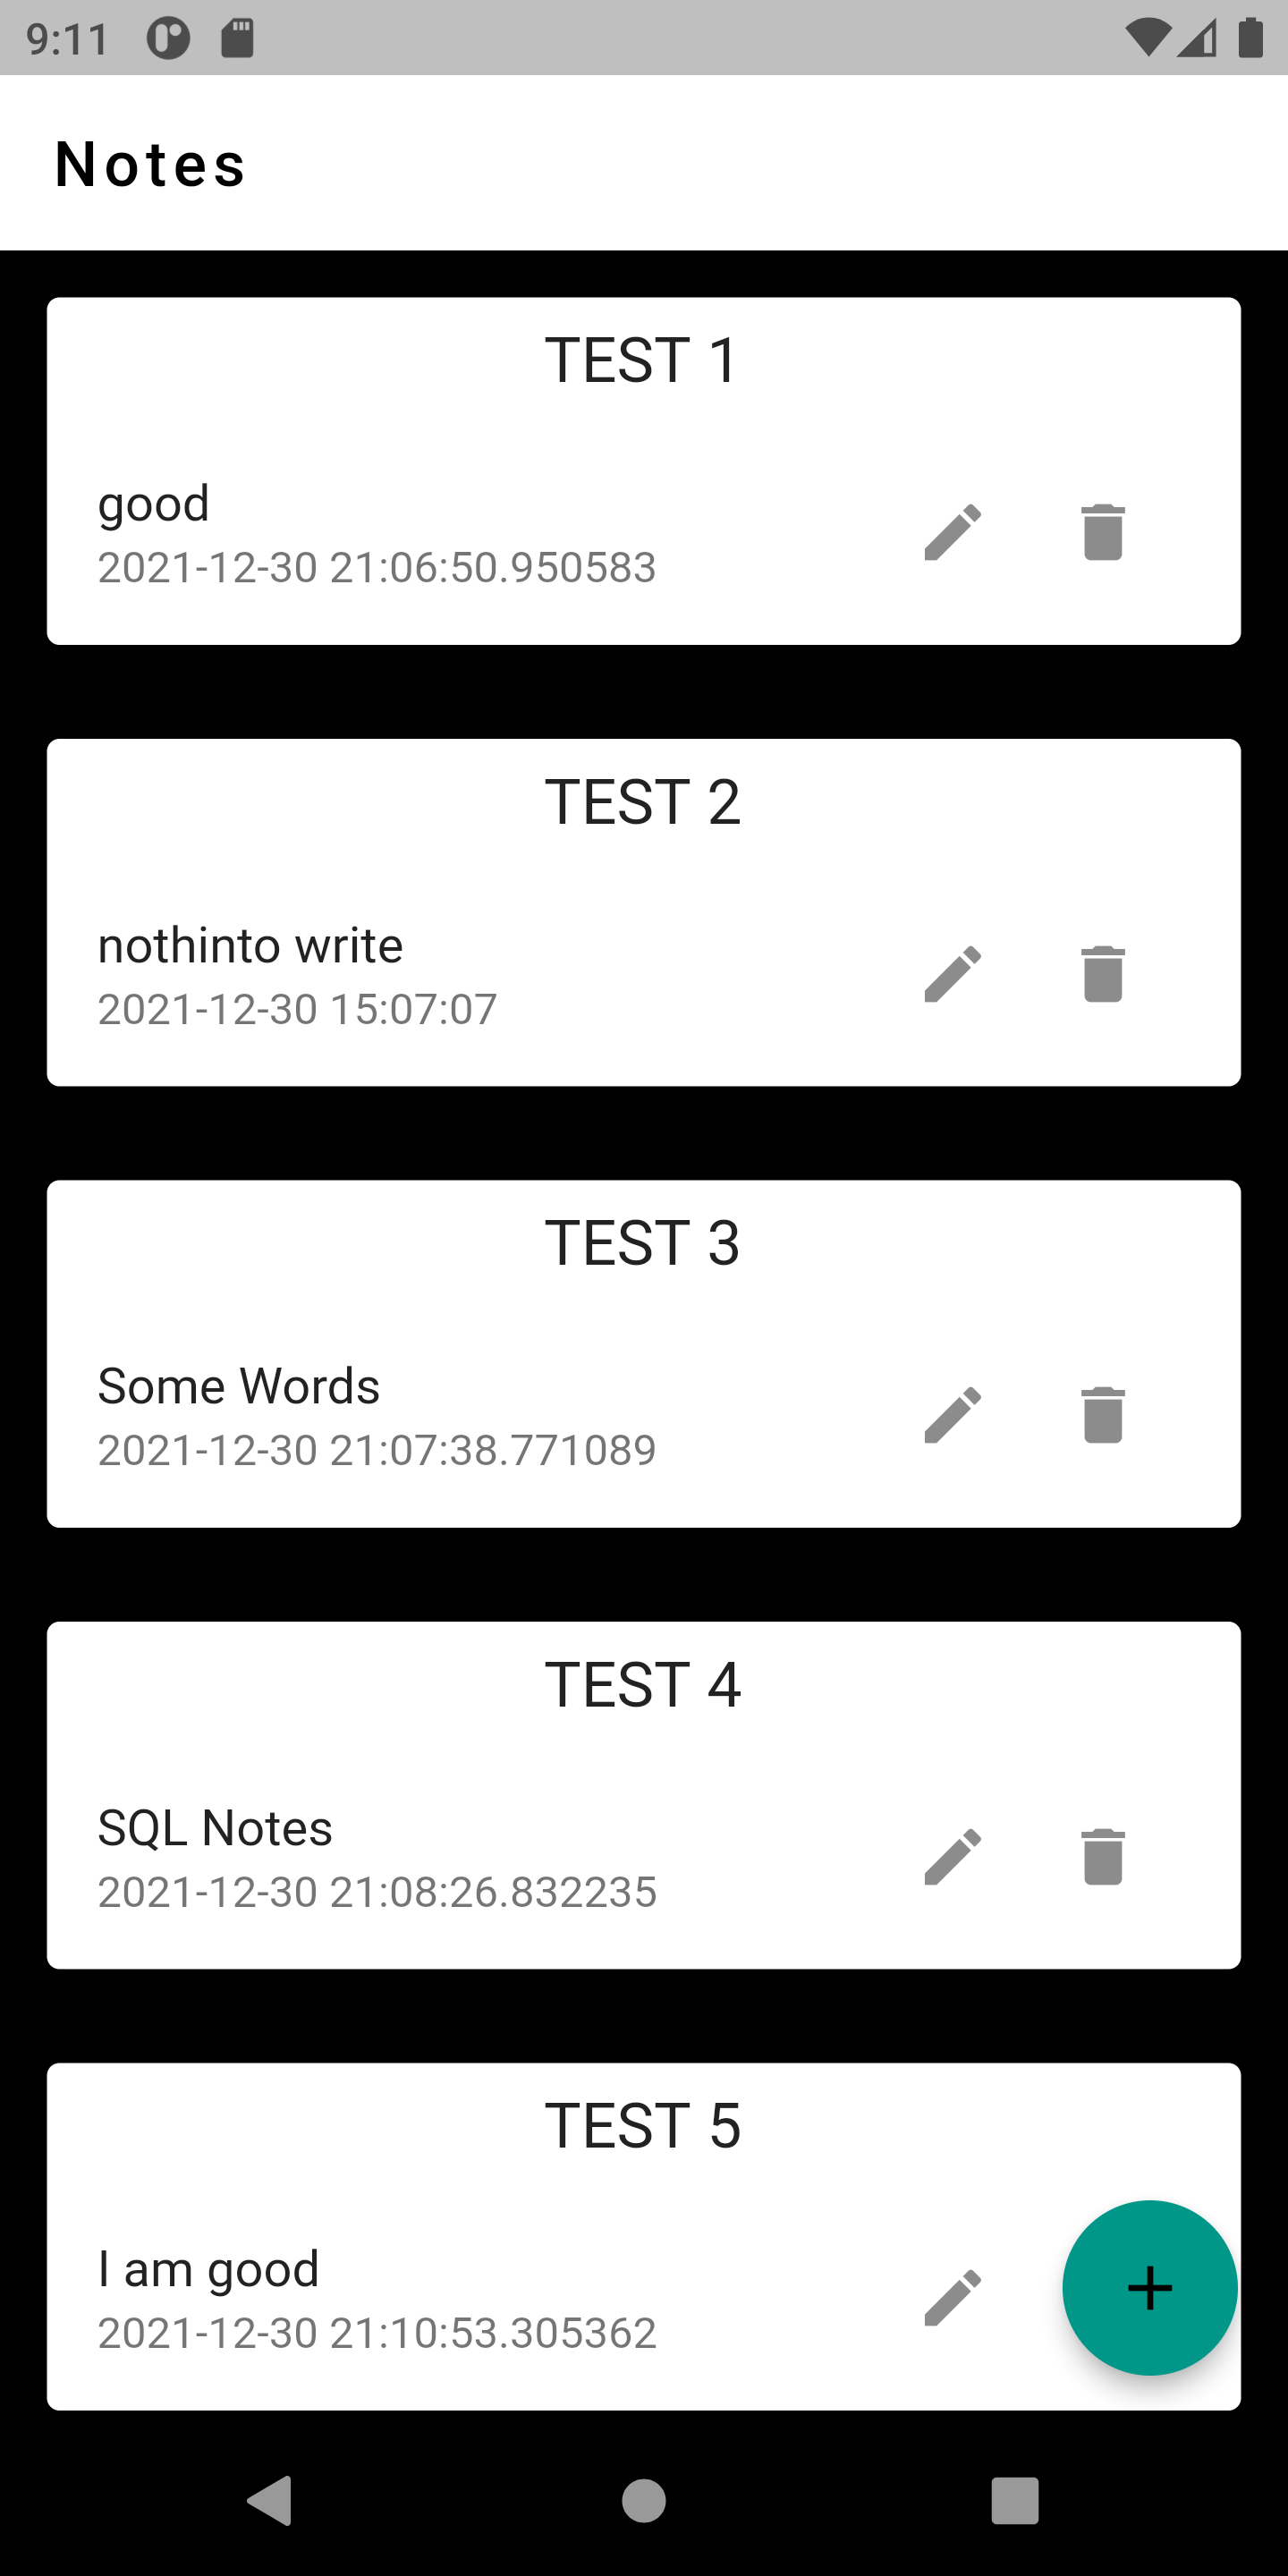 9:11
Notes
TEST 1
good
2021-12-30 21:06:50.950583
TEST 2
nothinto write
2021-12-30 15:07:07
TEST 3
Some Words
2021-12-30 21:07:38.771089
TEST 4
SQL Notes
2021-12-30 21:08:26.832235
TEST 5
I am good
2021-12-30 21:10:53.305362